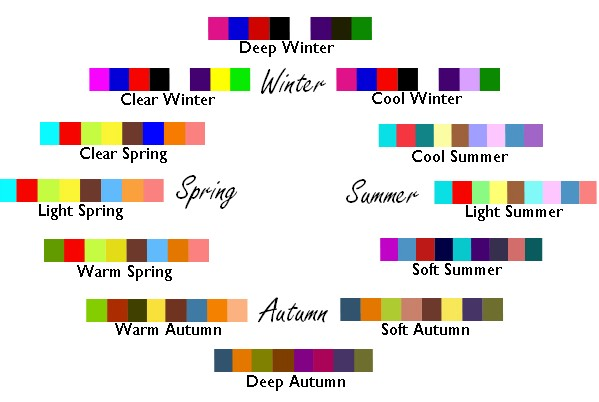 Deep Winter
Clear Winter
Winter
Cool Winter
Clear Spring
Cool Summer
Light Spring
Spring
Summer
Light Summer
Warm Spring
Soft Summer
Warm Autumn
Autumn
Soft Autumn
Deep Autumn